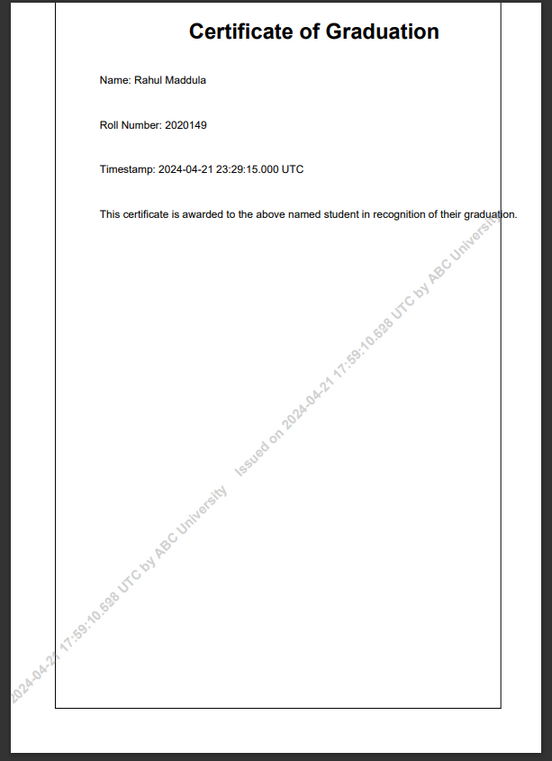 Certificate of Graduation
Name: Rahul Maddula
Roll Number: 2020149
Timestamp: 2024-04-21 23:29:15.000 UTC
This certificate is awarded to the above named student in recognition of their graduation.
Issued on 2024-04-21 17:59:10.528 UTC by ABC University
2024-04-21 17:59:10.528 UTC by ABC University